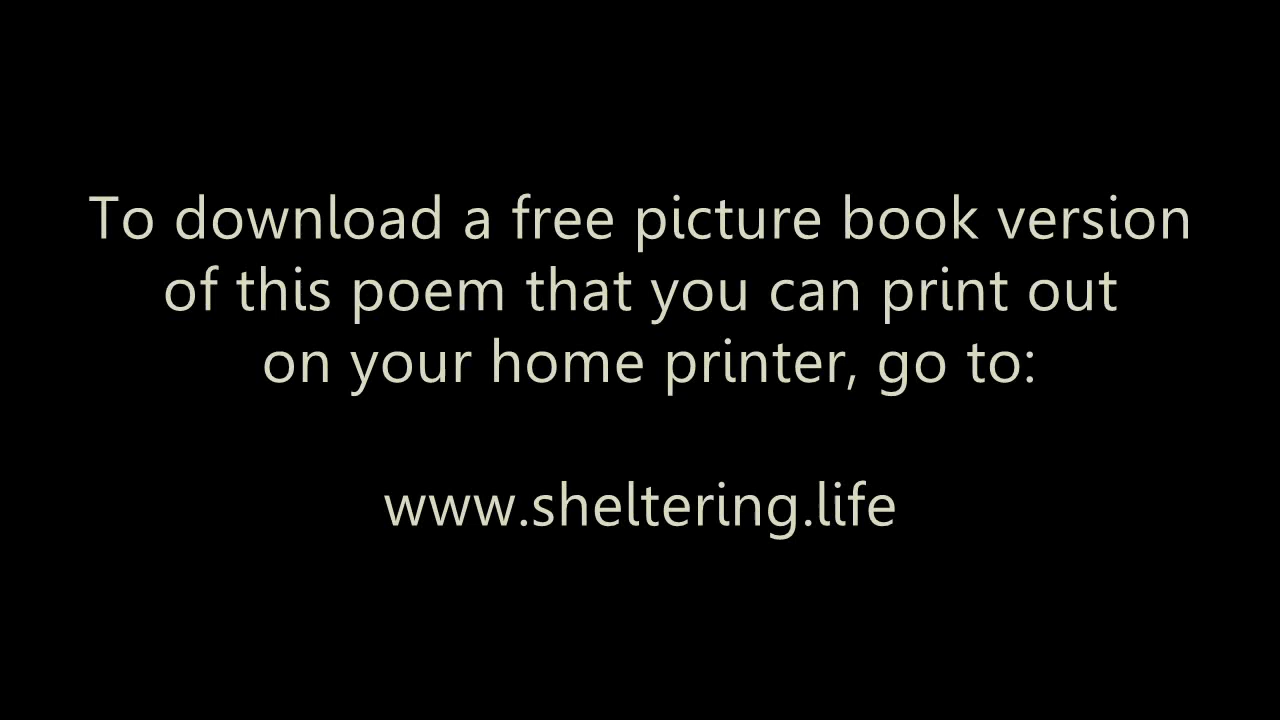 To download a free picture book version
of this poem that you can print out
on your home printer, go to:
www.sheltering.life